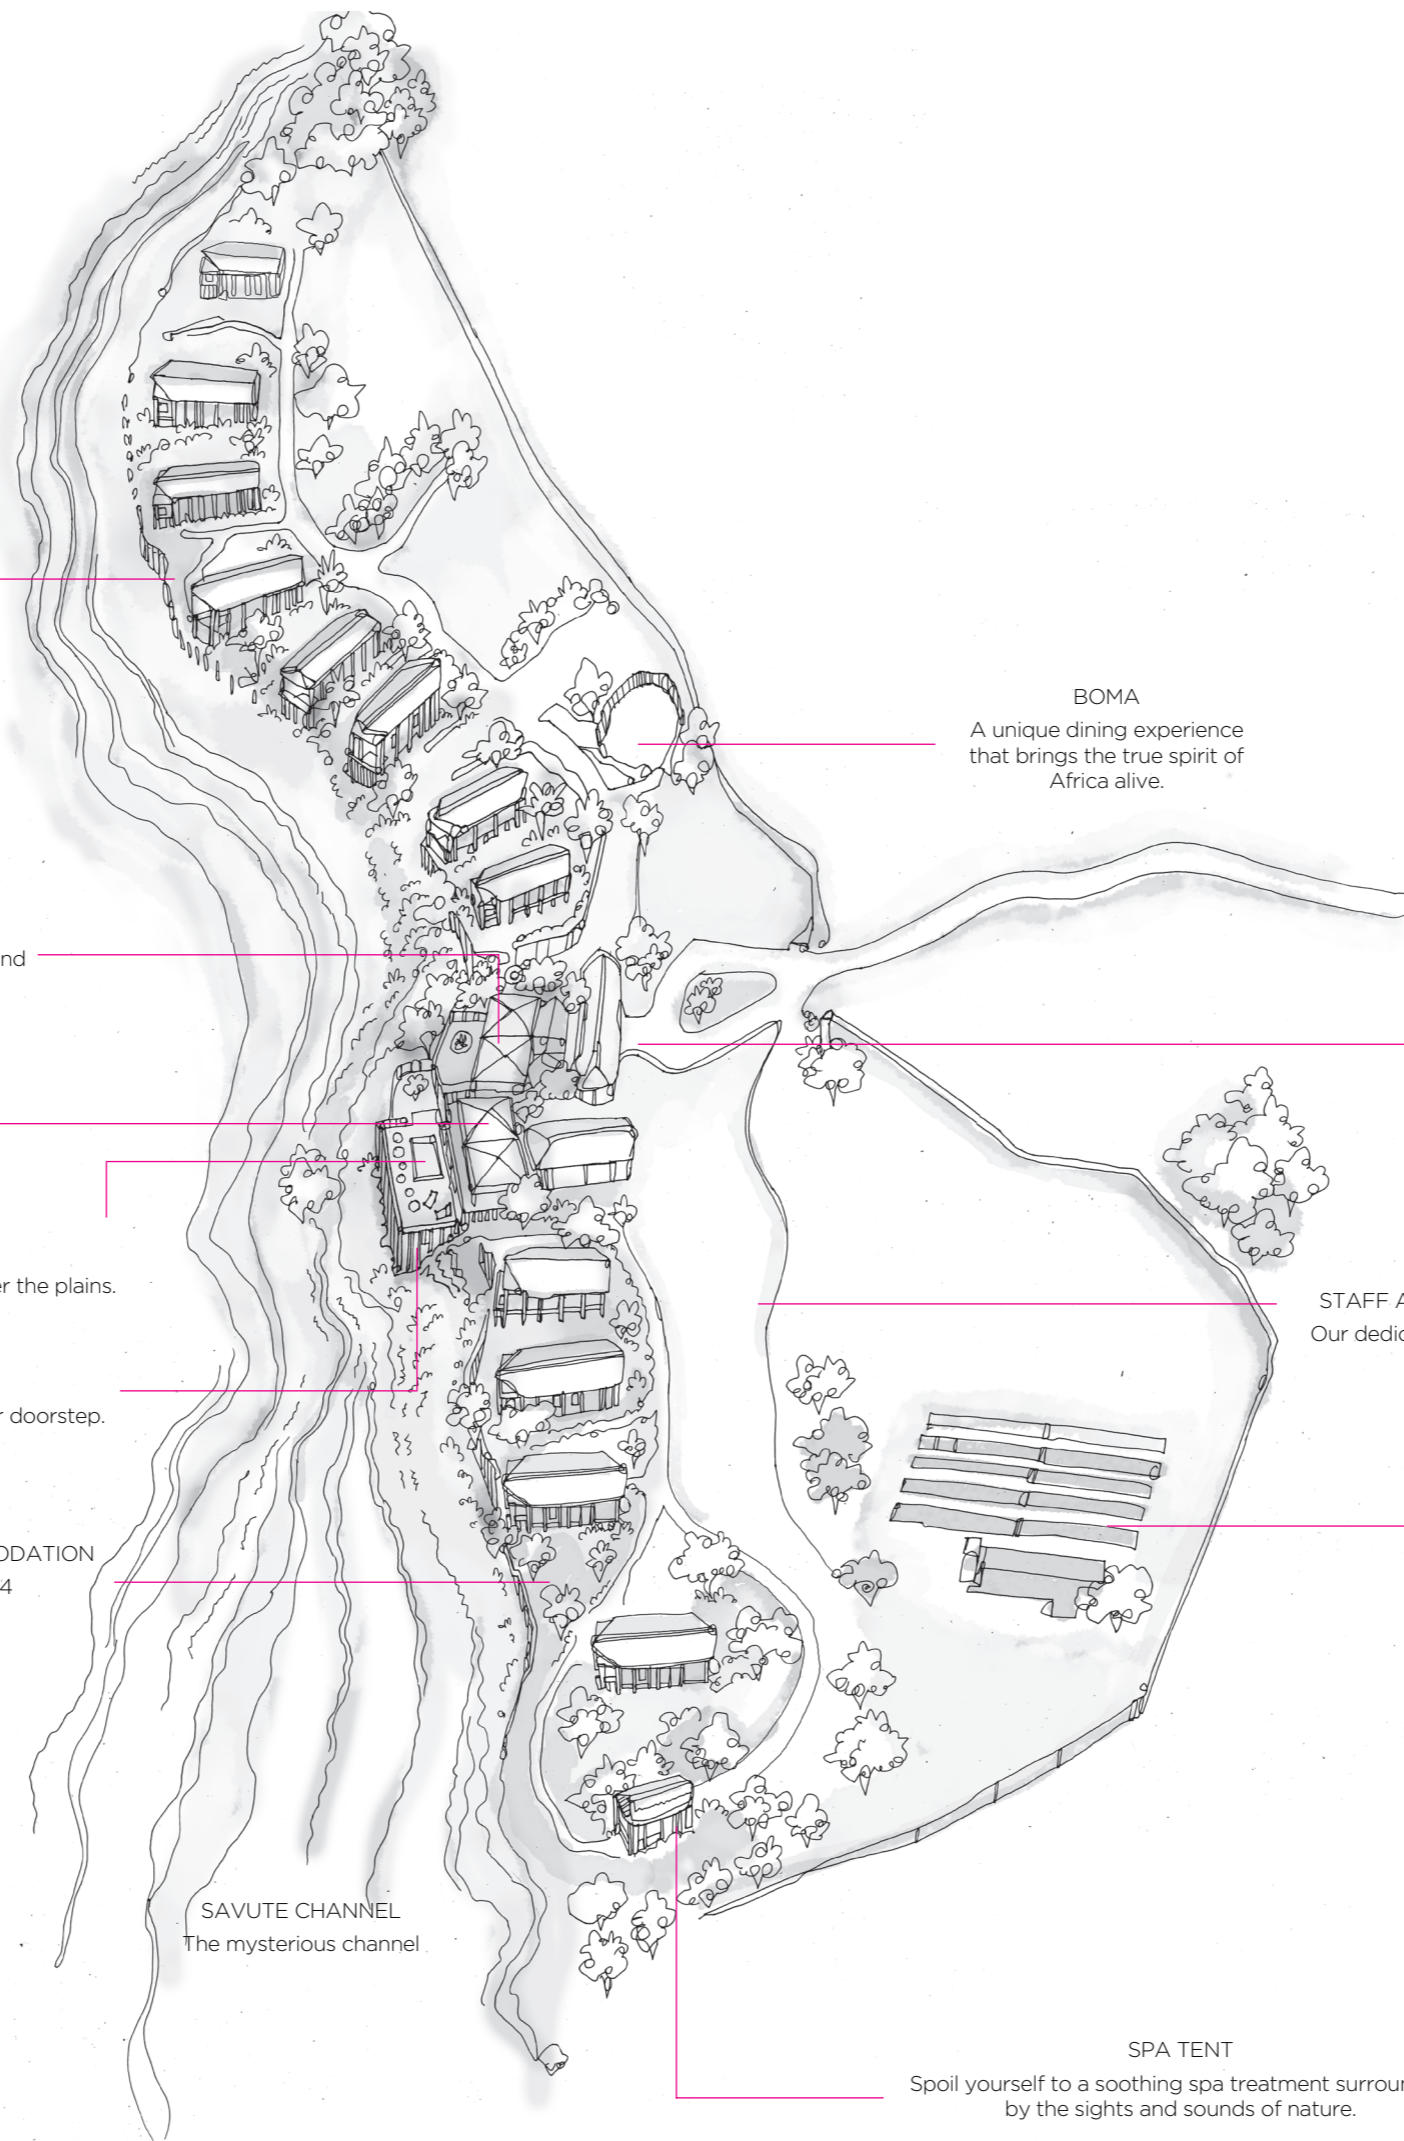 BOMA
A unique dining experience
that brings the true spirit of
Africa alive.
nd
er the plains.
STAFF A
Our dedic
r doorstep.
ODATION
4
SAVUTE CHANNEL
The mysterious channel
SPA TENT
Spoil yourself to a soothing spa treatment surrour
by the sights and sounds of nature.